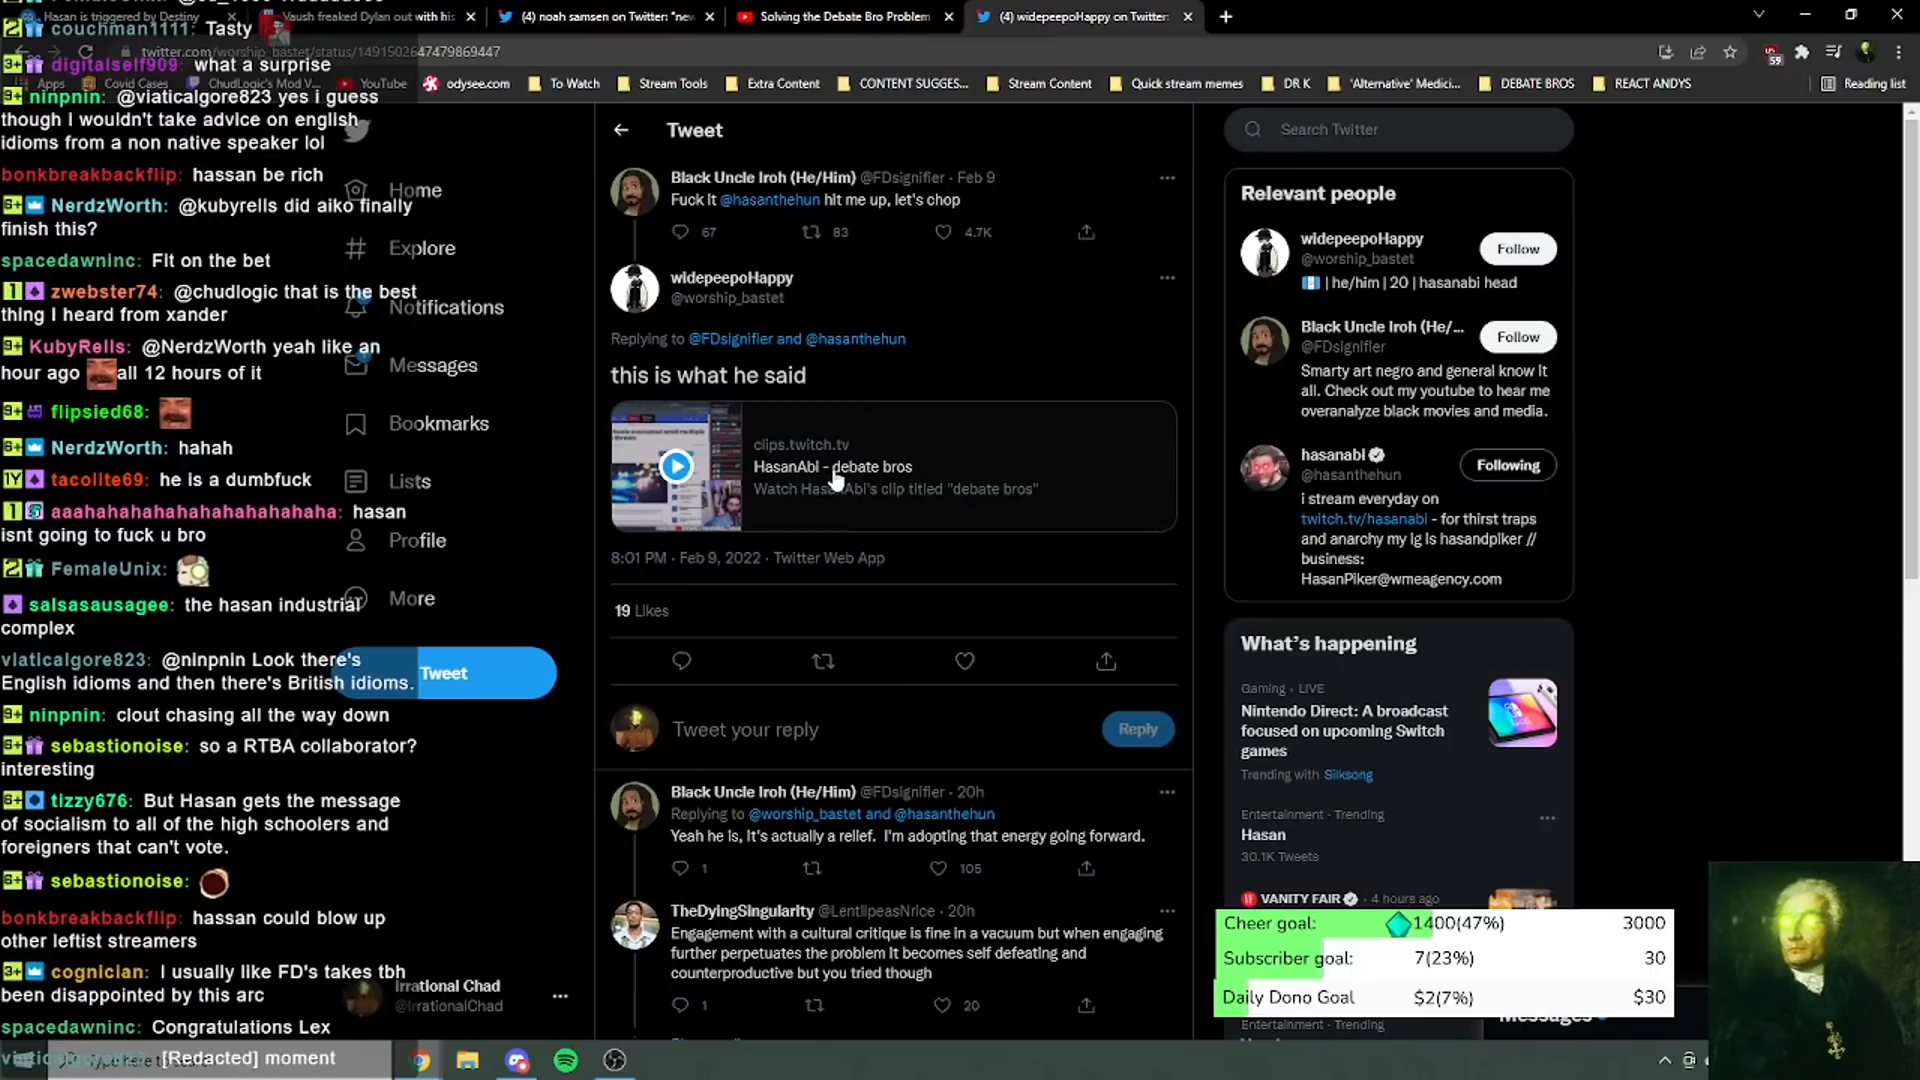 Hasan is triggered by Destiny
Vaush freaked Dylan out with his
(4) noah samsen on Twitter: "new
Solving the Debate Bro Problem
(4) widepeepoHappy on Twitter:
twitter.com/worship_bastet/status/1491502647479869447
59
Apps
Covid Cases
ChudLogic's Mod V...
YouTube
odysee.com
To Watch
Stream Tools
Extra Content
CONTENT SUGGES...
Stream Content
Quick stream memes
DR K
'Alternative' Medici...
DEBATE BROS
REACT ANDYS
Reading list
couchman1111: Tasty
digitalself909: what a surprise
ninpnin: @viaticalgore823 yes i guess
though I wouldn't take advice on english
idioms from a non native speaker lol
bonkbreakbackflip: hassan be rich
NerdzWorth: @kubyrells did aiko finally
finish this?
spacedawninc: Fit on the bet
zwebster74: @chudlogic that is the best
thing I heard from xander
KubyRells: @NerdzWorth yeah like an
hour ago all 12 hours of it
flipsied68:
NerdzWorth: hahah
tacolite69: he is a dumbfuck
aaahahahahahahahahahaha: hasan
isnt going to fuck u bro
FemaleUnix:
salsasausagee: the hasan industrial
complex
viaticalgore823: @ninpnin Look there's
English idioms and then there's British idioms.
ninpnin: clout chasing all the way down
sebastionoise: so a RTBA collaborator?
interesting
tizzy676: But Hasan gets the message
of socialism to all of the high schoolers and
foreigners that can't vote.
sebastionoise:
bonkbreakbackflip: hassan could blow up
other leftist streamers
cognician: I usually like FD's takes tbh
been disappointed by this arc
spacedawninc: Congratulations Lex
[Redacted] moment
Home
Explore
Notifications
Messages
Bookmarks
Lists
Profile
More
Tweet
Irrational Chad
@IrrationalChad
Tweet
Black Uncle Iroh (He/Him) @FDsignifier · Feb 9
Fuck it @hasanthehun hit me up, let's chop
67
83
4.7K
widepeepoHappy
@worship_bastet
Replying to @FDsignifier and @hasanthehun
this is what he said
clips.twitch.tv
HasanAbi - debate bros
Watch HasanAbi's clip titled "debate bros"
8:01 PM · Feb 9, 2022 · Twitter Web App
19 Likes
Tweet your reply
Reply
Black Uncle Iroh (He/Him) @FDsignifier · 20h
Replying to @worship_bastet and @hasanthehun
Yeah he is, It's actually a relief. I'm adopting that energy going forward.
1
105
TheDyingSingularity @LentlipeasNrice · 20h
Engagement with a cultural critique is fine in a vacuum but when engaging
further perpetuates the problem It becomes self defeating and
counterproductive but you tried though
1
20
Search Twitter
Relevant people
widepeepoHappy
@worship_bastet
Follow
| he/him | 20 | hasanabi head
Black Uncle Iroh (He/...
@FDsignifier
Follow
Smarty art negro and general know it
all. Check out my youtube to hear me
overanalyze black movies and media.
hasanabi
@hasanthehun
Following
i stream everyday on
twitch.tv/hasanabi - for thirst traps
and anarchy my ig is hasandpiker //
business:
HasanPiker@wmeagency.com
What's happening
Gaming · LIVE
Nintendo Direct: A broadcast
focused on upcoming Switch
games
Trending with Silksong
Entertainment · Trending
Hasan
30.1K Tweets
VANITY FAIR · 4 hours ago
Cheer goal: 1400(47%) 3000
Subscriber goal: 7(23%) 30
Daily Dono Goal $2(7%) $30
Entertainment · Trending
Messages